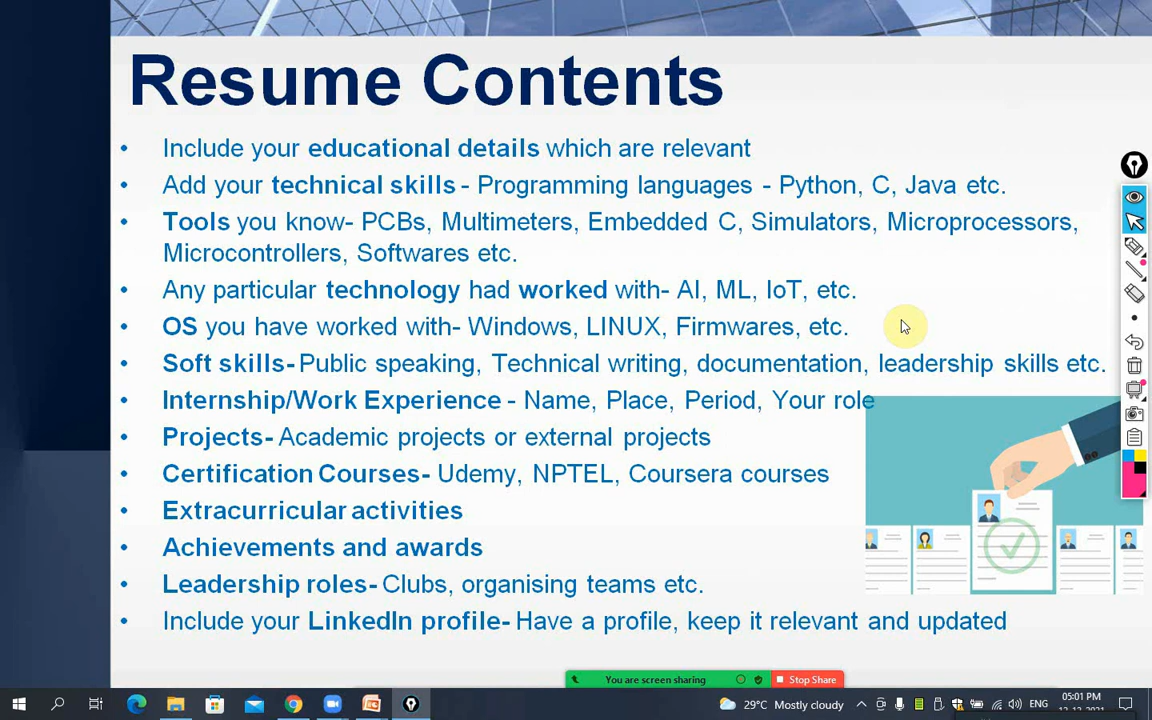 Resume Contents
• Include your educational details which are relevant
• Add your technical skills - Programming languages - Python, C, Java etc.
• Tools you know- PCBs, Multimeters, Embedded C, Simulators, Microprocessors,
Microcontrollers, Softwares etc.
• Any particular technology had worked with- AI, ML, IoT, etc.
• OS you have worked with- Windows, LINUX, Firmwares, etc.
• Soft skills- Public speaking, Technical writing, documentation, leadership skills etc.
• Internship/Work Experience - Name, Place, Period, Your role
• Projects- Academic projects or external projects
• Certification Courses- Udemy, NPTEL, Coursera courses
• Extracurricular activities
• Achievements and awards
• Leadership roles- Clubs, organising teams etc.
• Include your LinkedIn profile- Have a profile, keep it relevant and updated
You are screen sharing Stop Share
29°C Mostly cloudy ENG 05:01 PM